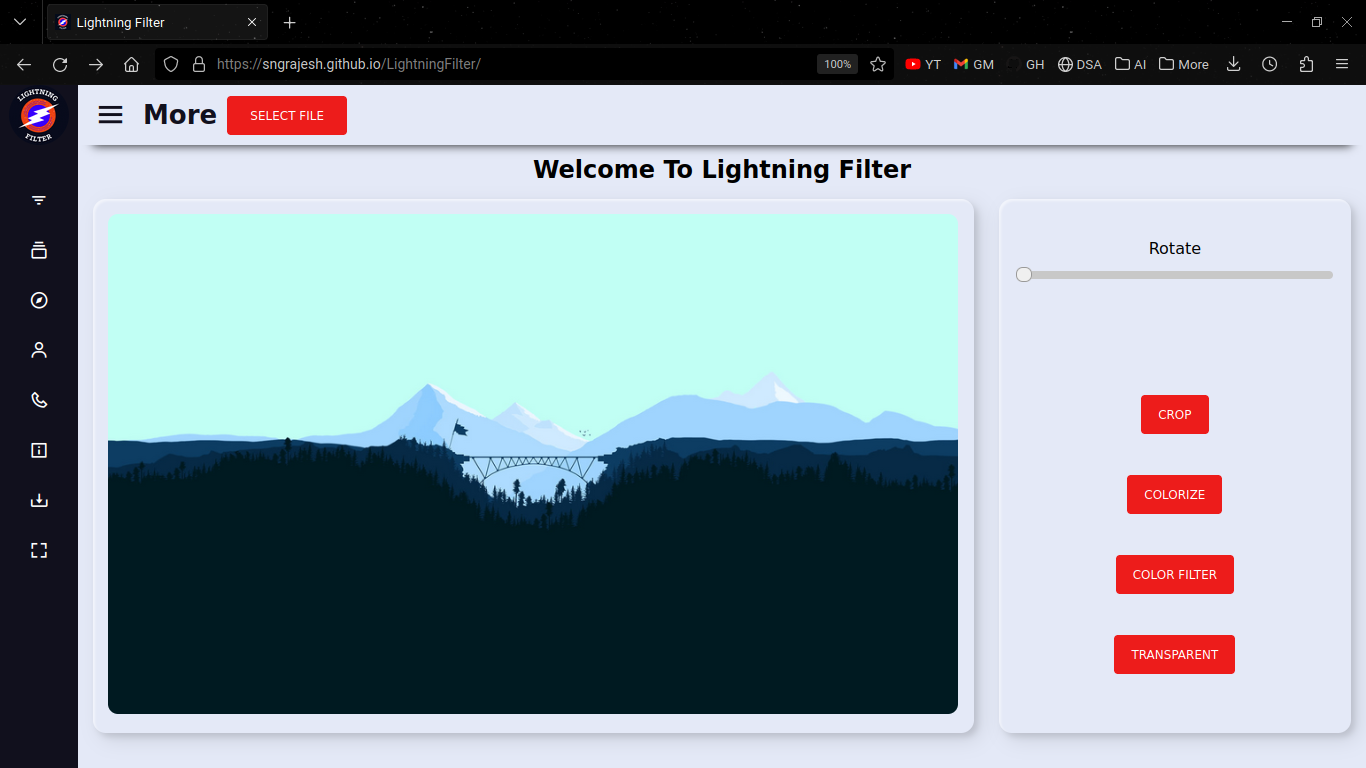 Lightning Filter
https://sngrajesh.github.io/LightningFilter/
100%
YT
GM
GH
DSA
AI
More
LIGHTNING
FILTER
More
SELECT FILE
Welcome To Lightning Filter
Rotate
CROP
COLORIZE
COLOR FILTER
TRANSPARENT